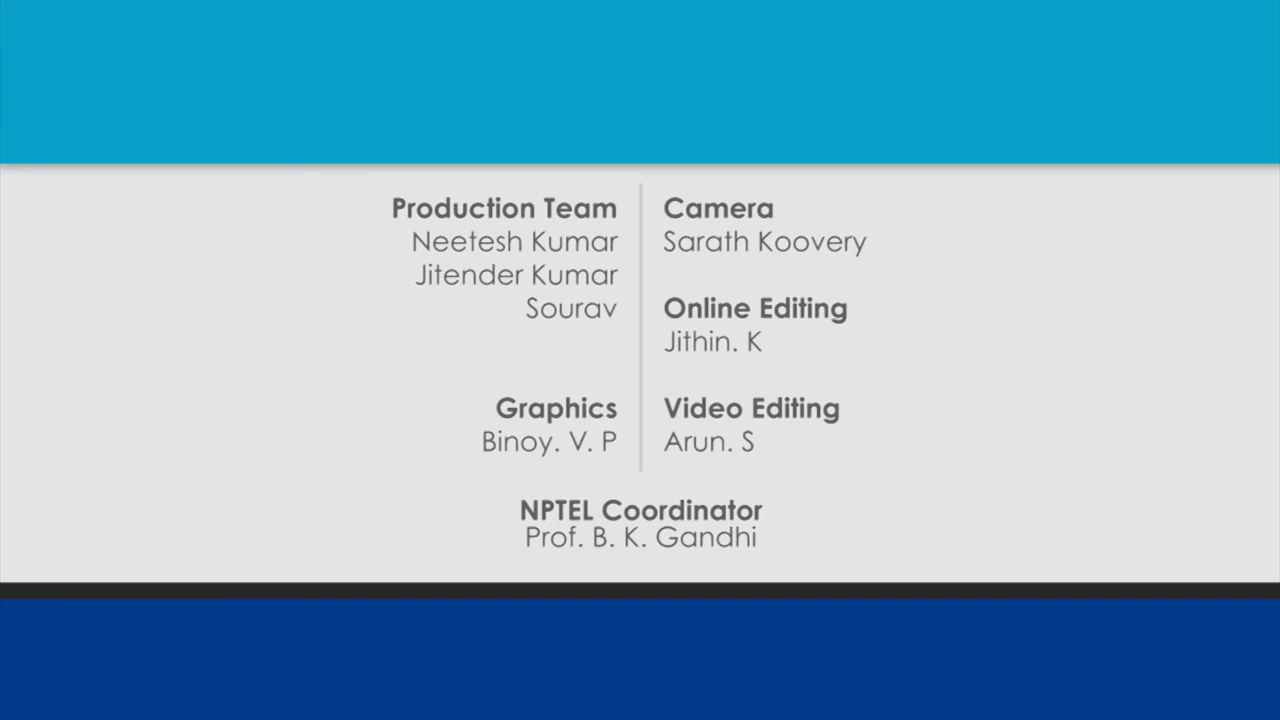 Production Team
Neetesh Kumar
Jitender Kumar
Sourav
Graphics
Binoy. V. P
Camera
Sarath Koovery
Online Editing
Jithin. K
Video Editing
Arun. S
NPTEL Coordinator
Prof. B. K. Gandhi